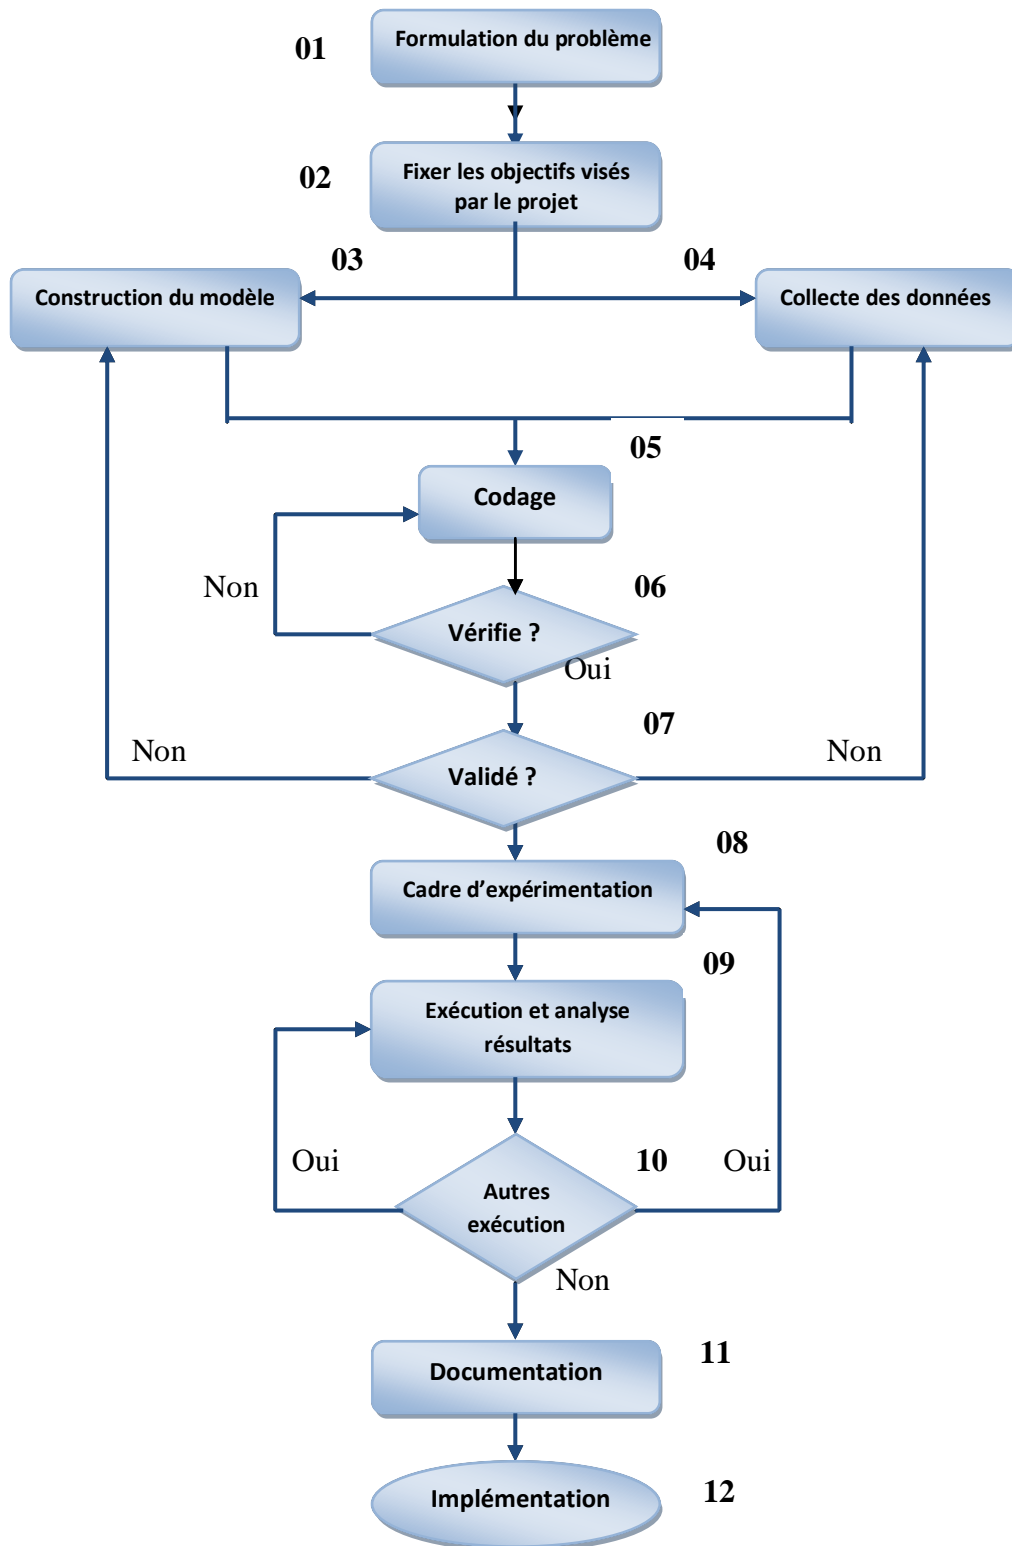 01
Formulation du problème
02
Fixer les objectifs visés
par le projet
03
04
Construction du modèle
Collecte des données
05
Codage
Non
06
Vérifie ?
Oui
07
Non
Validé ?
Non
08
Cadre d'expérimentation
09
Exécution et analyse
résultats
Oui
10
Oui
Autres
exécution
Non
11
Documentation
Implémentation
12